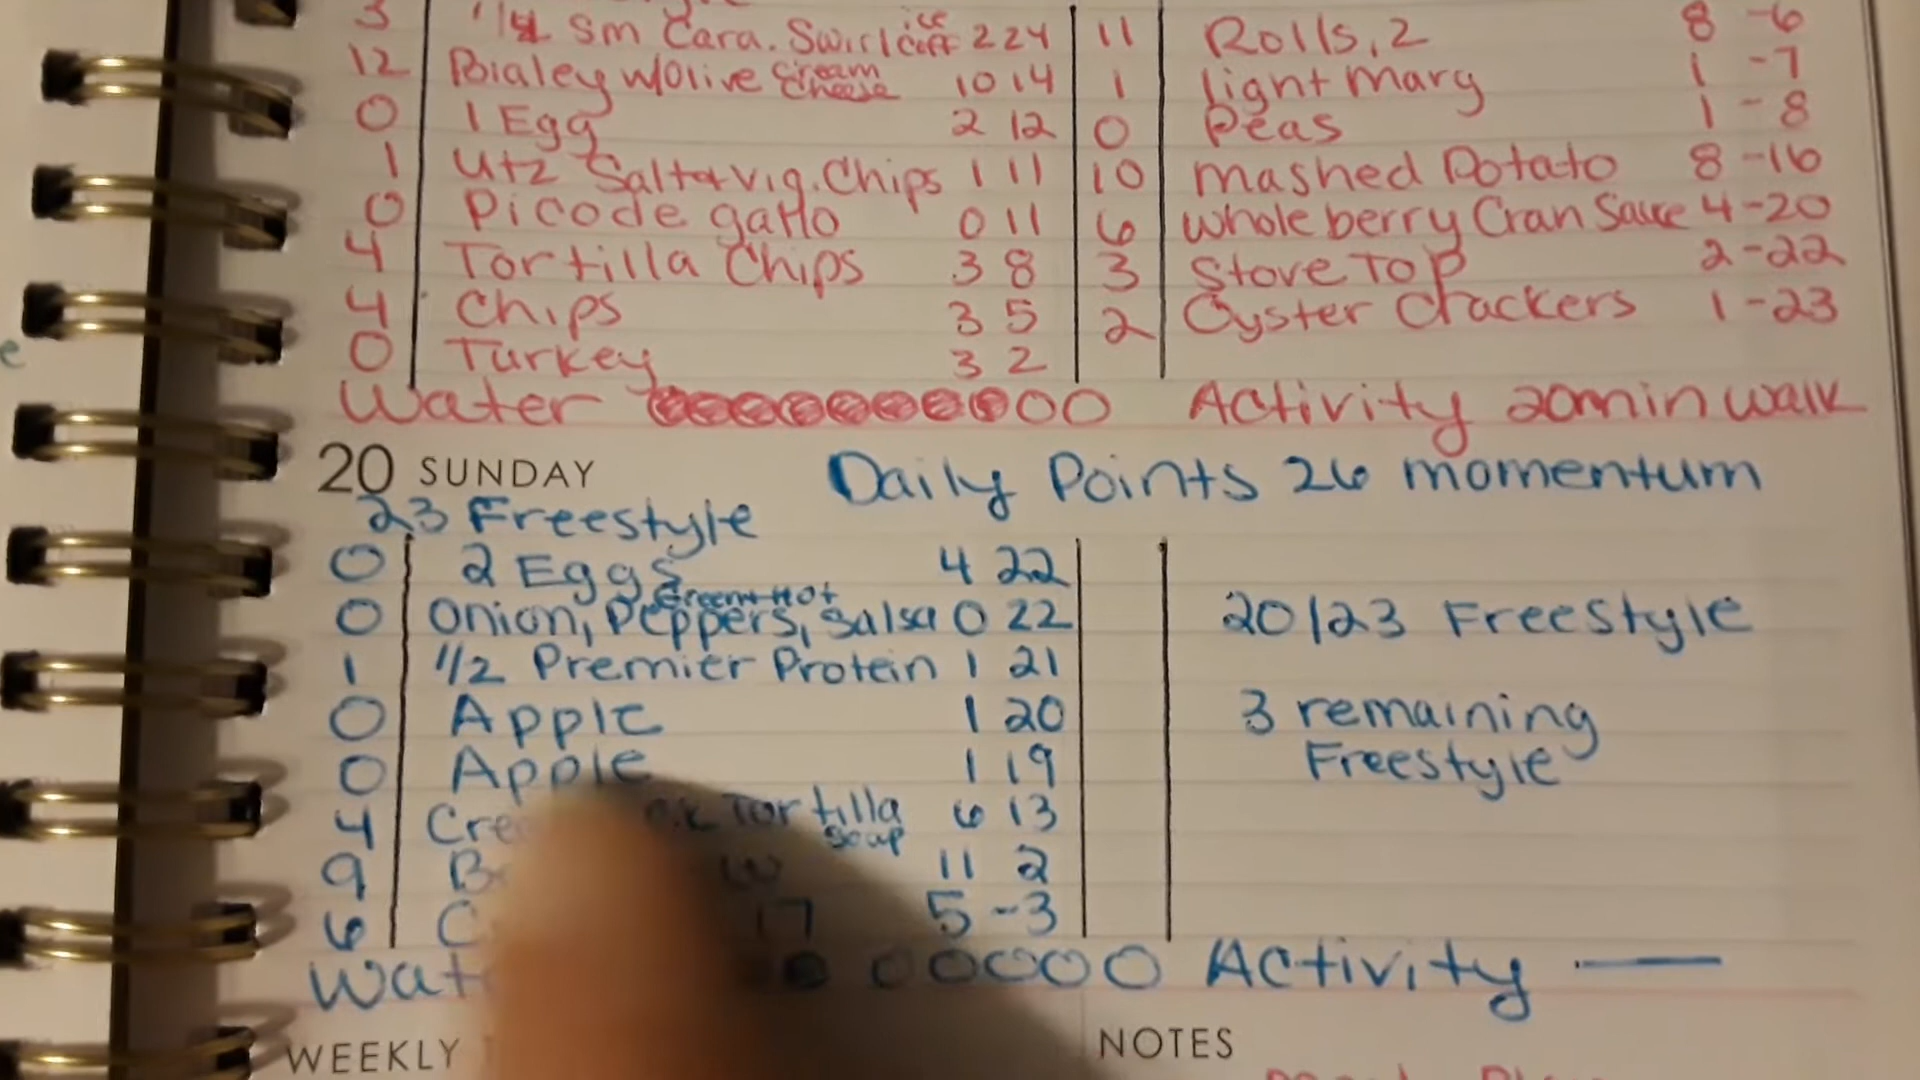 3 1/4 Sm Cara. Swirl ice coff 2 24 11 Rolls, 2 8 -6
12 Bialey w/Olive Cream Cheese 10 14 1 light marg 1 -7
0 1 Egg 2 12 0 Peas 1 -8
1 Utz Salt+Vig. Chips 1 11 10 mashed Potato 8 -16
0 Picode gallo 0 11 6 whole berry Cran Sauce 4 -20
4 Tortilla Chips 3 8 3 Stove Top 2 -22
4 Chips 3 5 2 Oyster Crackers 1 -23
0 Turkey 3 2
Water Activity 20min walk
20 SUNDAY Daily Points 26 momentum
23 Freestyle
0 2 Eggs 4 22
0 Onion, Peppers, Green+Hot Salsa 0 22 20/23 Freestyle
1 1/2 Premier Protein 1 21
0 Apple 1 20 3 remaining
0 Apple 1 19 Freestyle
4 Tortilla Soup 6 13
9 11 2
6 17 5 -3
Activity —
WEEKLY NOTES